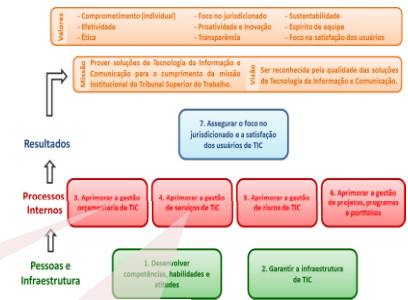 Valores
- Comprometimento (individual) - Foco no jurisdicionado - Sustentabilidade
- Efetividade - Proatividade e Inovação - Espírito de equipe
- Ética - Transparência - Foco na satisfação dos usuários
Missão
Prover soluções de Tecnologia da Informação e
Comunicação para o cumprimento da missão
institucional do Tribunal Superior do Trabalho.
Visão
Ser reconhecida pela qualidade das soluções
de Tecnologia da Informação e Comunicação.
Resultados
7. Assegurar o foco no
jurisdicionado e a satisfação
dos usuários de TIC
Processos
Internos
3. Aprimorar a gestão
orçamentária de TIC
4. Aprimorar a gestão
de serviços de TIC
5. Aprimorar a gestão
de riscos de TIC
6. Aprimorar a gestão
de projetos, programas
e portfólios
Pessoas e
Infraestrutura
1. Desenvolver
competências, habilidades e
atitudes
2. Garantir a infraestrutura
de TIC